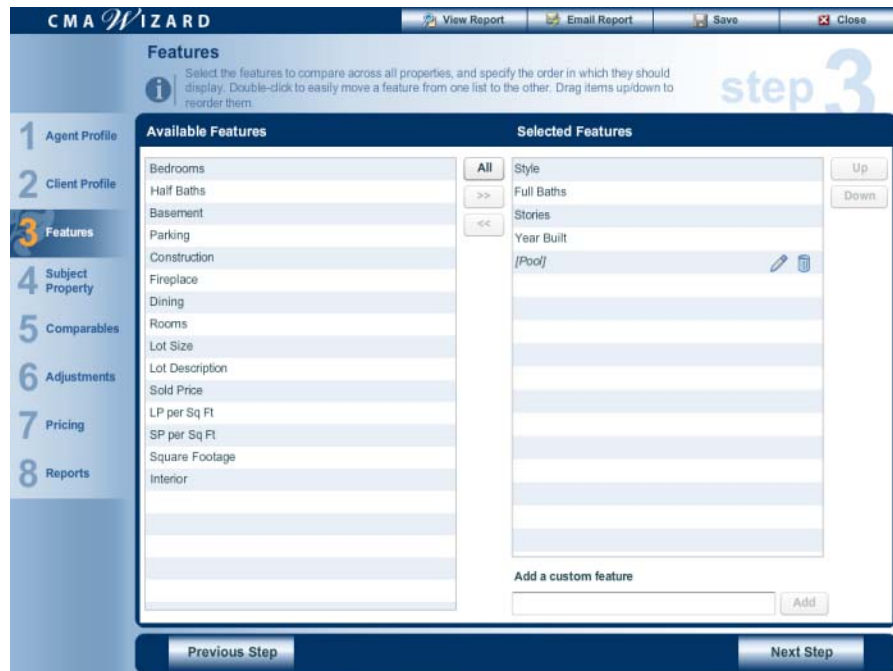 CMA WIZARD
View Report
Email Report
Save
Close
Features
Select the features to compare across all properties, and specify the order in which they should
display. Double-click to easily move a feature from one list to the other. Drag items up/down to
reorder them.
step 3
1 Agent Profile
2 Client Profile
3 Features
4 Subject
Property
5 Comparables
6 Adjustments
7 Pricing
8 Reports
Available Features
Bedrooms
Half Baths
Basement
Parking
Construction
Fireplace
Dining
Rooms
Lot Size
Lot Description
Sold Price
LP per Sq Ft
SP per Sq Ft
Square Footage
Interior
All
>>
<<
Selected Features
Style
Full Baths
Stories
Year Built
[Pool]
Up
Down
Add a custom feature
Add
Previous Step
Next Step